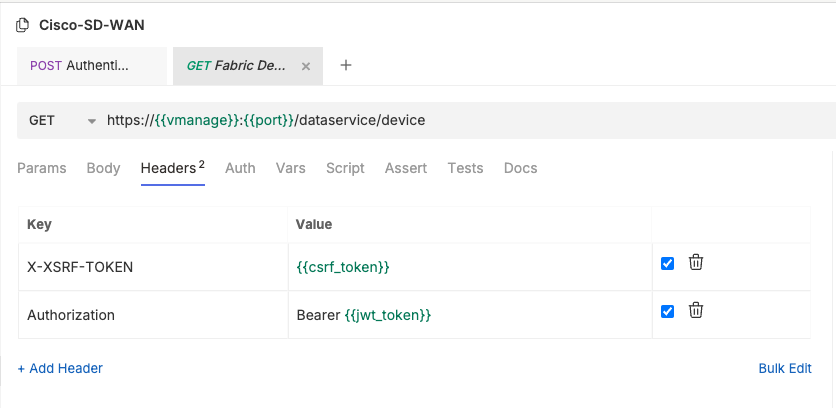 Cisco-SD-WAN
POST Authenti...
GET Fabric De... ×
+
GET https://{{vmanage}}:{{port}}/dataservice/device
Params Body Headers 2 Auth Vars Script Assert Tests Docs
Key Value
X-XSRF-TOKEN {{csrf_token}}
Authorization Bearer {{jwt_token}}
+ Add Header Bulk Edit